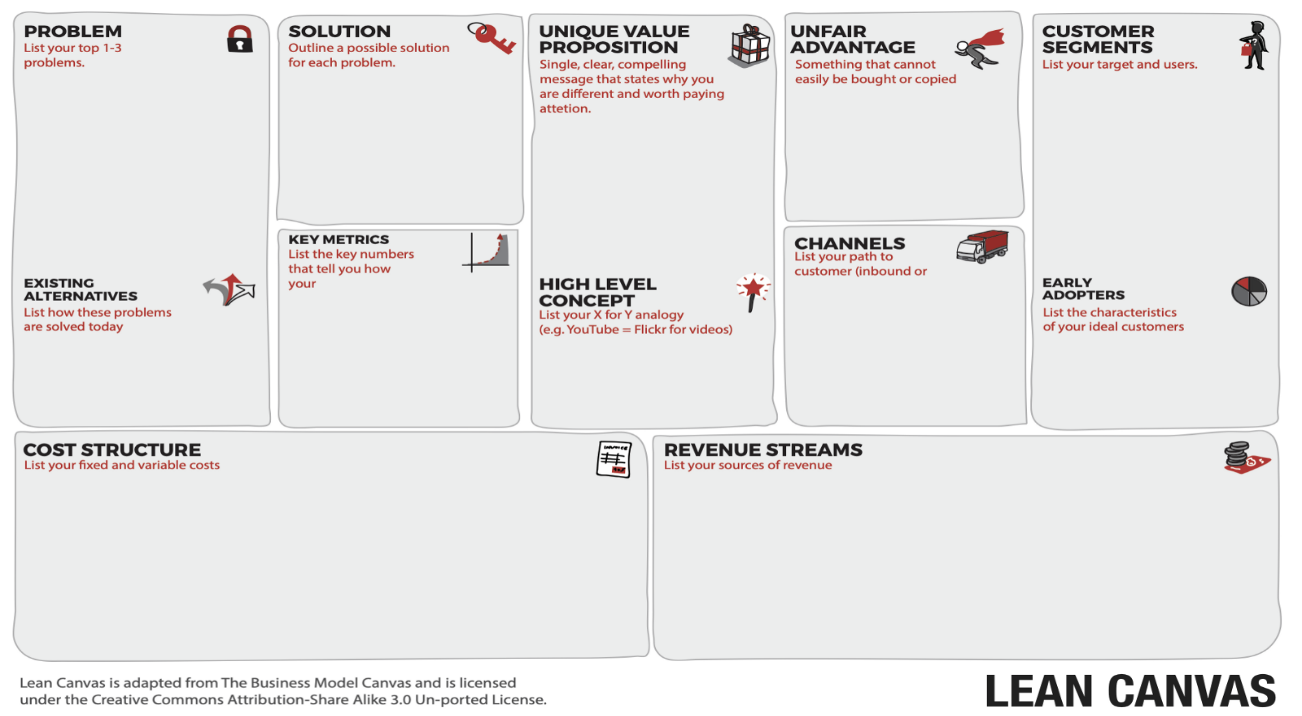 PROBLEM
List your top 1-3
problems.
EXISTING
ALTERNATIVES
List how these problems
are solved today
SOLUTION
Outline a possible solution
for each problem.
KEY METRICS
List the key numbers
that tell you how
your
UNIQUE VALUE
PROPOSITION
Single, clear, compelling
message that states why you
are different and worth paying
attetion.
HIGH LEVEL
CONCEPT
List your X for Y analogy
(e.g. YouTube = Flickr for videos)
UNFAIR
ADVANTAGE
Something that cannot
easily be bought or copied
CHANNELS
List your path to
customer (inbound or
CUSTOMER
SEGMENTS
List your target and users.
EARLY
ADOPTERS
List the characteristics
of your ideal customers
COST STRUCTURE
List your fixed and variable costs
REVENUE STREAMS
List your sources of revenue
Lean Canvas is adapted from The Business Model Canvas and is licensed
under the Creative Commons Attribution-Share Alike 3.0 Un-ported License.
LEAN CANVAS